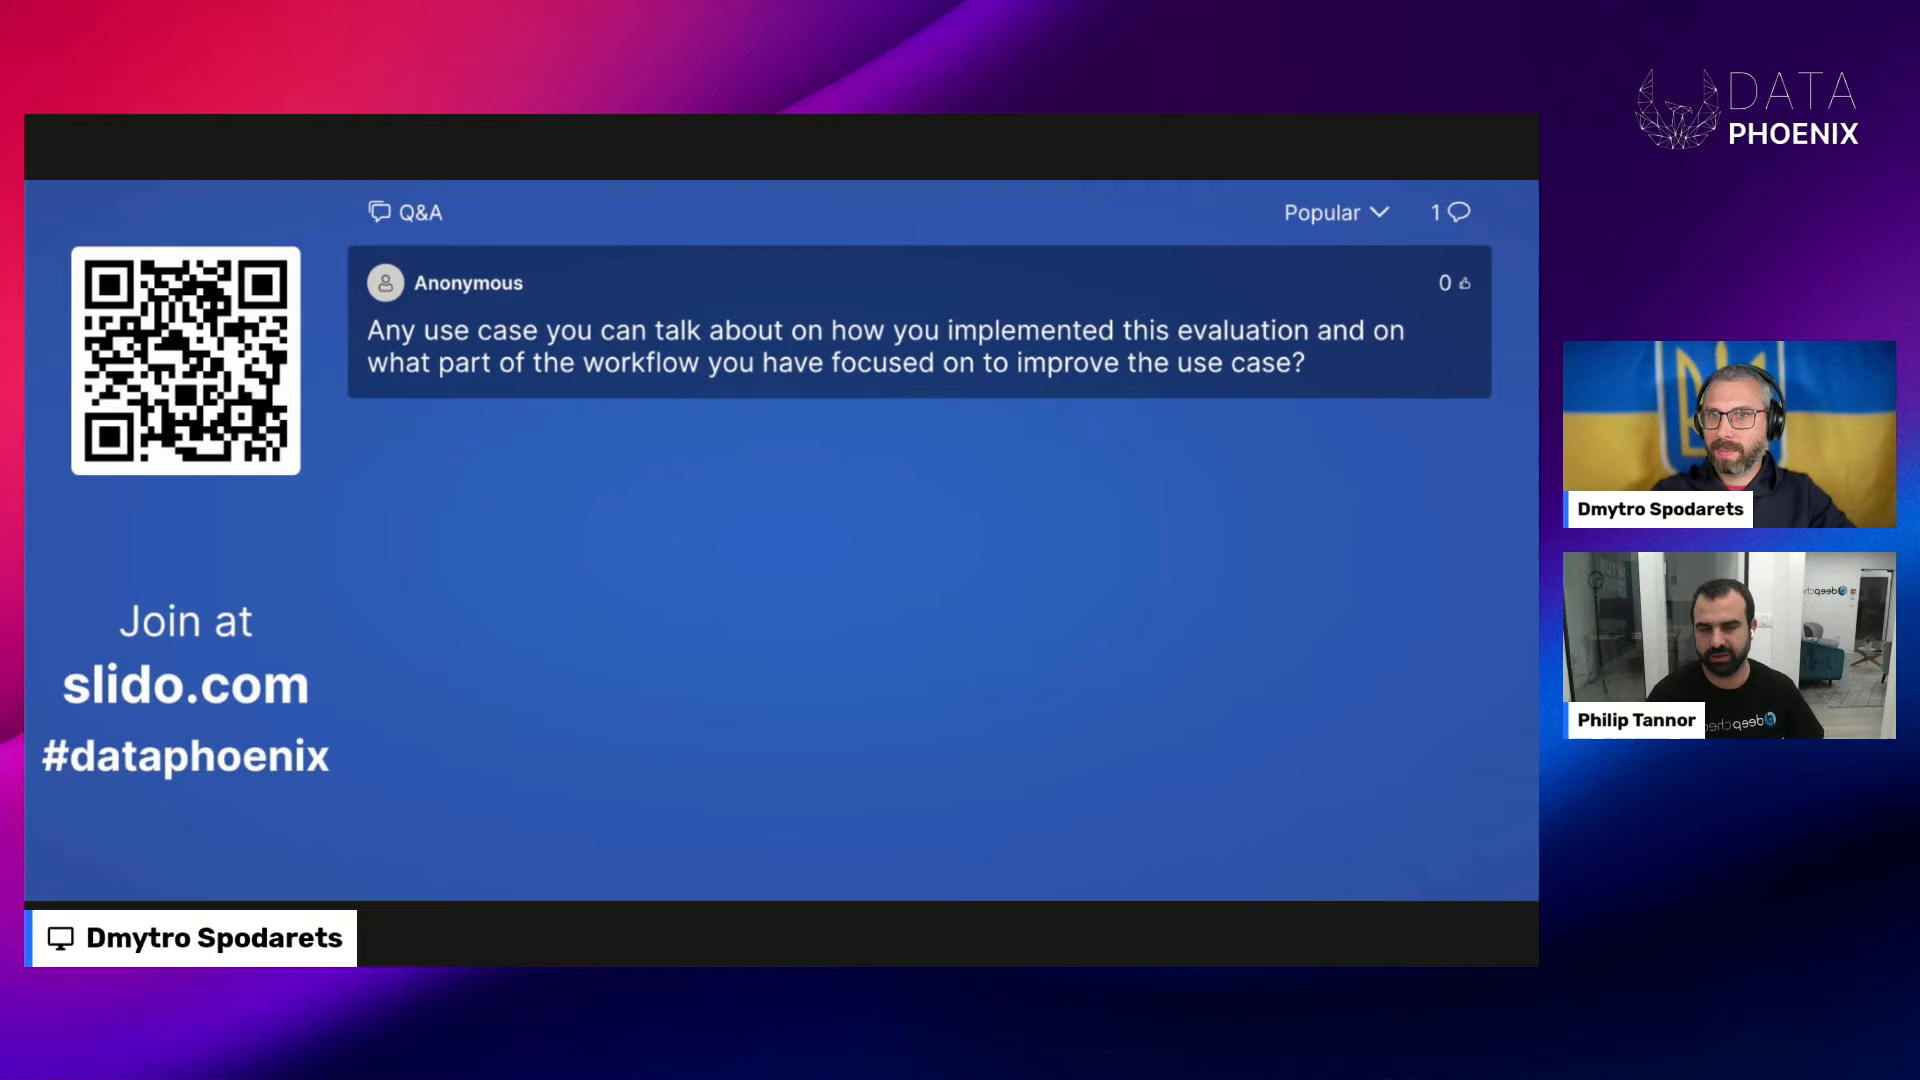 DATA
PHOENIX
Q&A
Popular
1
Anonymous
0
Any use case you can talk about on how you implemented this evaluation and on
what part of the workflow you have focused on to improve the use case?
Join at
slido.com
#dataphoenix
Dmytro Spodarets
Philip Tannor
Dmytro Spodarets